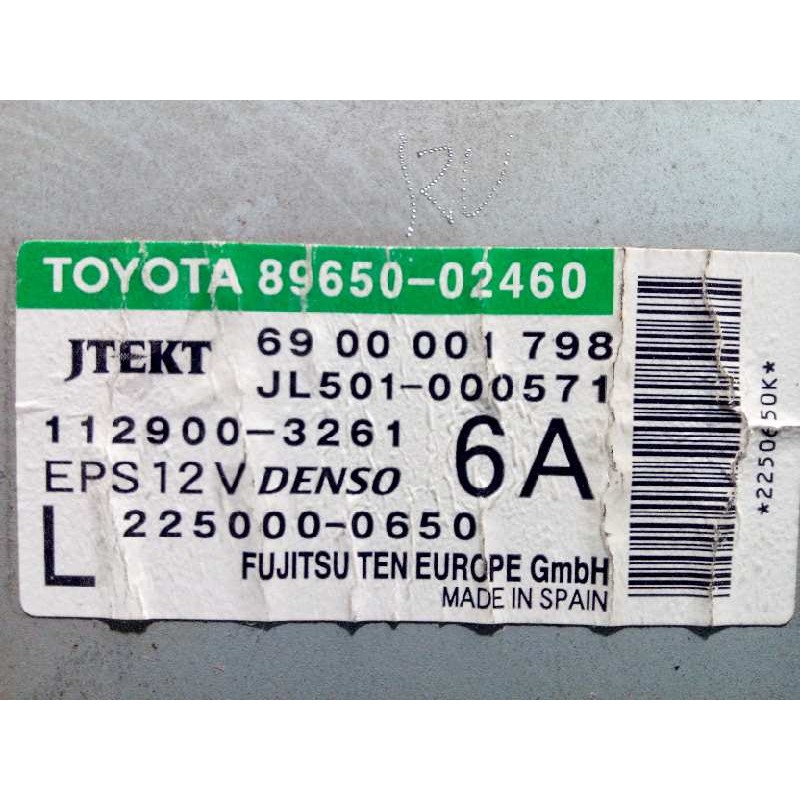 TOYOTA 89650-02460
JTEKT 69 00 001 798
JL501-000571
112900-3261 6A
EPS 12V DENSO
L 225000-0650
FUJITSU TEN EUROPE GmbH
MADE IN SPAIN